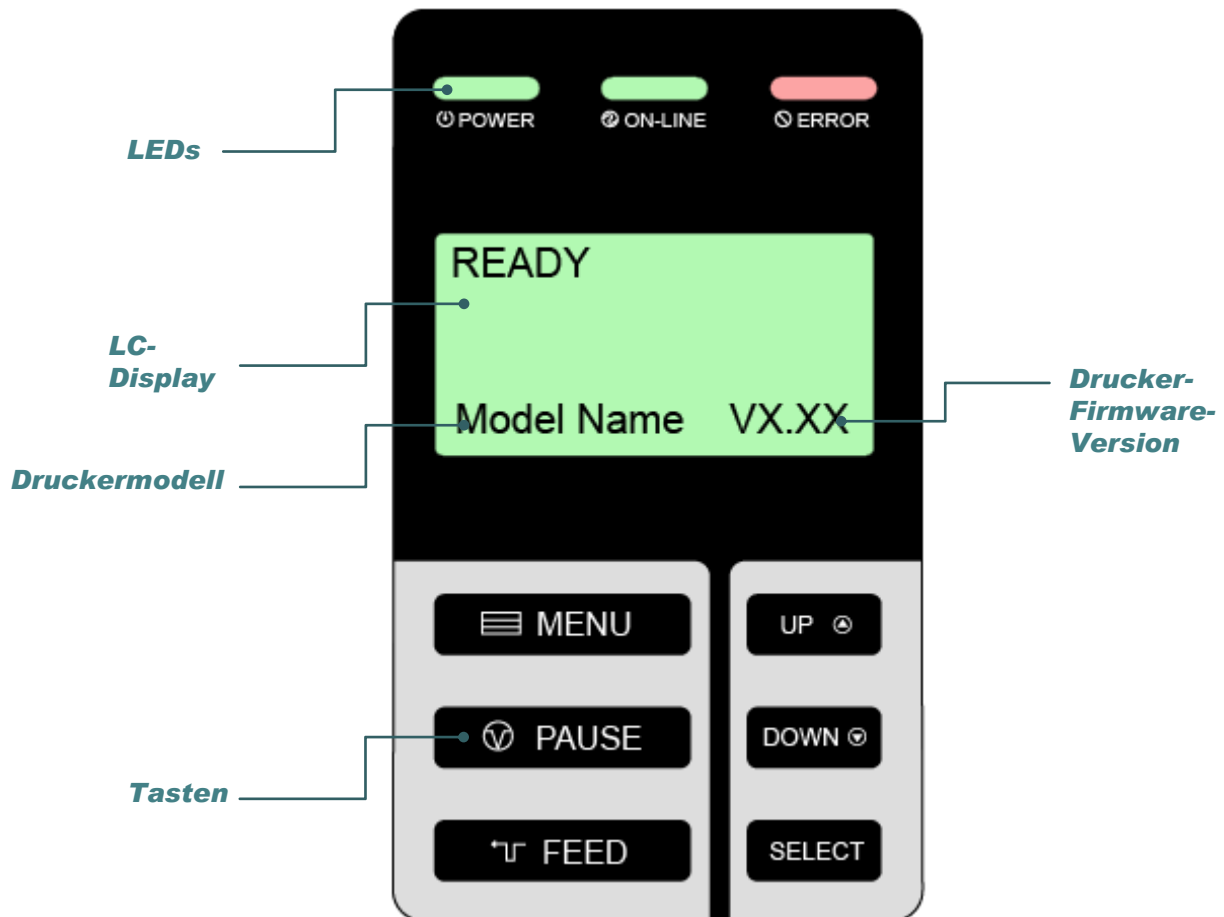 POWER
ON-LINE
ERROR
LEDs
READY
LC-
Display
Drucker-
Firmware-
Version
Model Name VX.XX
Druckermodell
MENU
UP
PAUSE
DOWN
Tasten
FEED
SELECT